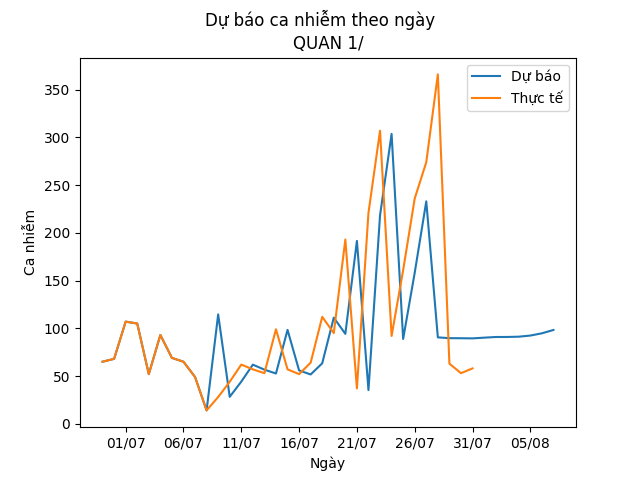 Dự báo ca nhiễm theo ngày
QUAN 1/
Dự báo
Thực tế
Ca nhiễm
350
300
250
200
150
100
50
0
01/07 06/07 11/07 16/07 21/07 26/07 31/07 05/08
Ngày